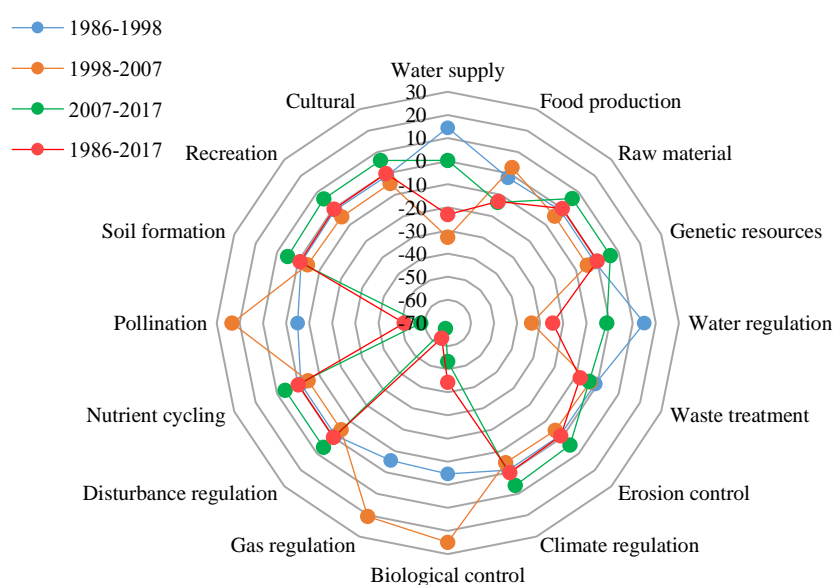 1986-1998
1998-2007
2007-2017
1986-2017
Water supply
Food production
Raw material
Genetic resources
Water regulation
Waste treatment
Erosion control
Climate regulation
Biological control
Gas regulation
Disturbance regulation
Nutrient cycling
Pollination
Soil formation
Recreation
Cultural
30
20
10
0
-10
-20
-30
-40
-50
-60
-70